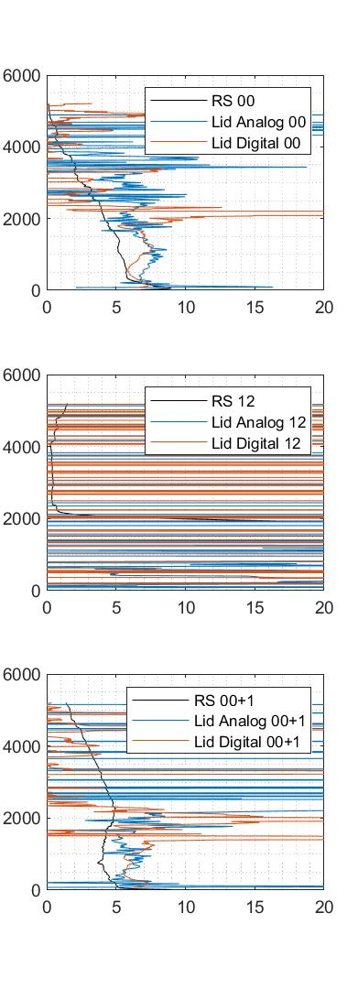 6000
4000
2000
0
0 5 10 15 20
RS 00
Lid Analog 00
Lid Digital 00
6000
4000
2000
0
0 5 10 15 20
RS 12
Lid Analog 12
Lid Digital 12
6000
4000
2000
0
0 5 10 15 20
RS 00+1
Lid Analog 00+1
Lid Digital 00+1